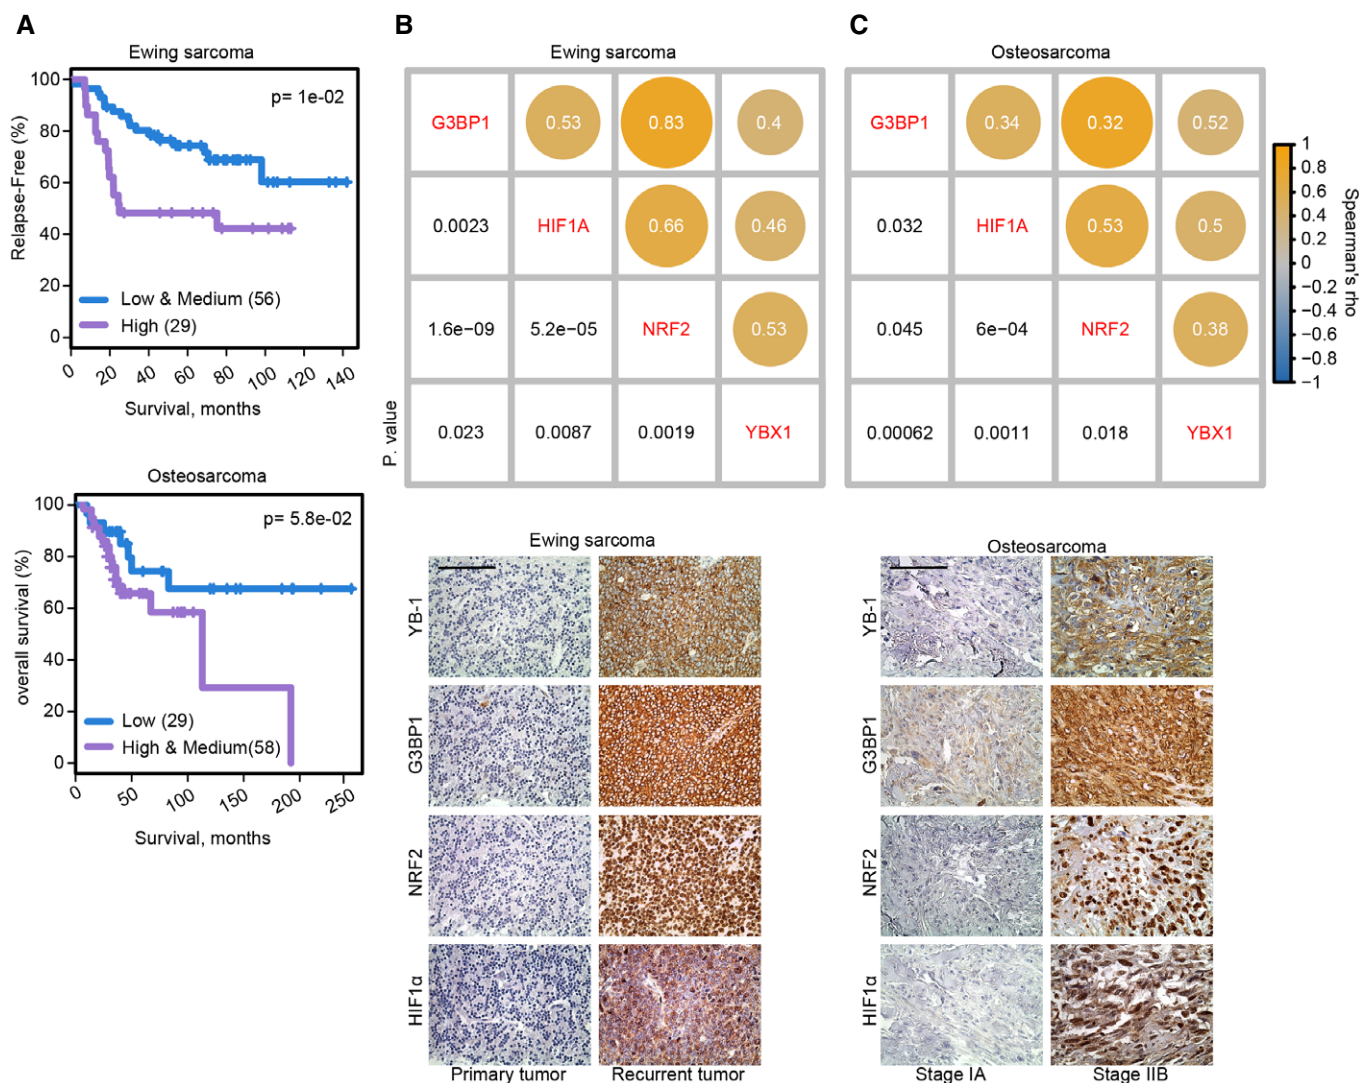 A
Ewing sarcoma
Relapse-Free (%)
100
80
60
40
20
0
p= 1e-02
Low & Medium (56)
High (29)
0 20 40 60 80 100 120 140
Survival, months
Osteosarcoma
overall survival (%)
100
80
60
40
20
0
p= 5.8e-02
Low (29)
High & Medium(58)
0 50 100 150 200 250
Survival, months
B
Ewing sarcoma
G3BP1 0.53 0.83 0.4
0.0023 HIF1A 0.66 0.46
1.6e−09 5.2e−05 NRF2 0.53
0.023 0.0087 0.0019 YBX1
P. value
Ewing sarcoma
YB-1
G3BP1
NRF2
HIF1α
Primary tumor Recurrent tumor
C
Osteosarcoma
G3BP1 0.34 0.32 0.52
0.032 HIF1A 0.53 0.5
0.045 6e−04 NRF2 0.38
0.00062 0.0011 0.018 YBX1
1
0.8
0.6
0.4
0.2
0
−0.2
−0.4
−0.6
−0.8
−1
Spearman's rho
Osteosarcoma
YB-1
G3BP1
NRF2
HIF1α
Stage IA Stage IIB